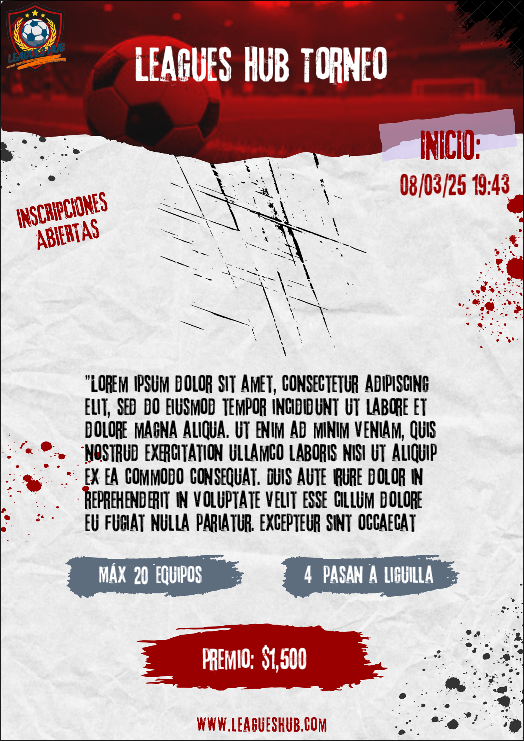 LEAGUES HUB
LEAGUES HUB TORNEO
INICIO:
08/03/25 19:43
INSCRIPCIONES
ABIERTAS
"LOREM IPSUM DOLOR SIT AMET, CONSECTETUR ADIPISCING
ELIT, SED DO EIUSMOD TEMPOR INCIDIDUNT UT LABORE ET
DOLORE MAGNA ALIQUA. UT ENIM AD MINIM VENIAM, QUIS
NOSTRUD EXERCITATION ULLAMCO LABORIS NISI UT ALIQUIP
EX EA COMMODO CONSEQUAT. DUIS AUTE IRURE DOLOR IN
REPREHENDERIT IN VOLUPTATE VELIT ESSE CILLUM DOLORE
EU FUGIAT NULLA PARIATUR. EXCEPTEUR SINT OCCAECAT
MÁX 20 EQUIPOS
4 PASAN A LIGUILLA
PREMIO: $1,500
WWW.LEAGUESHUB.COM